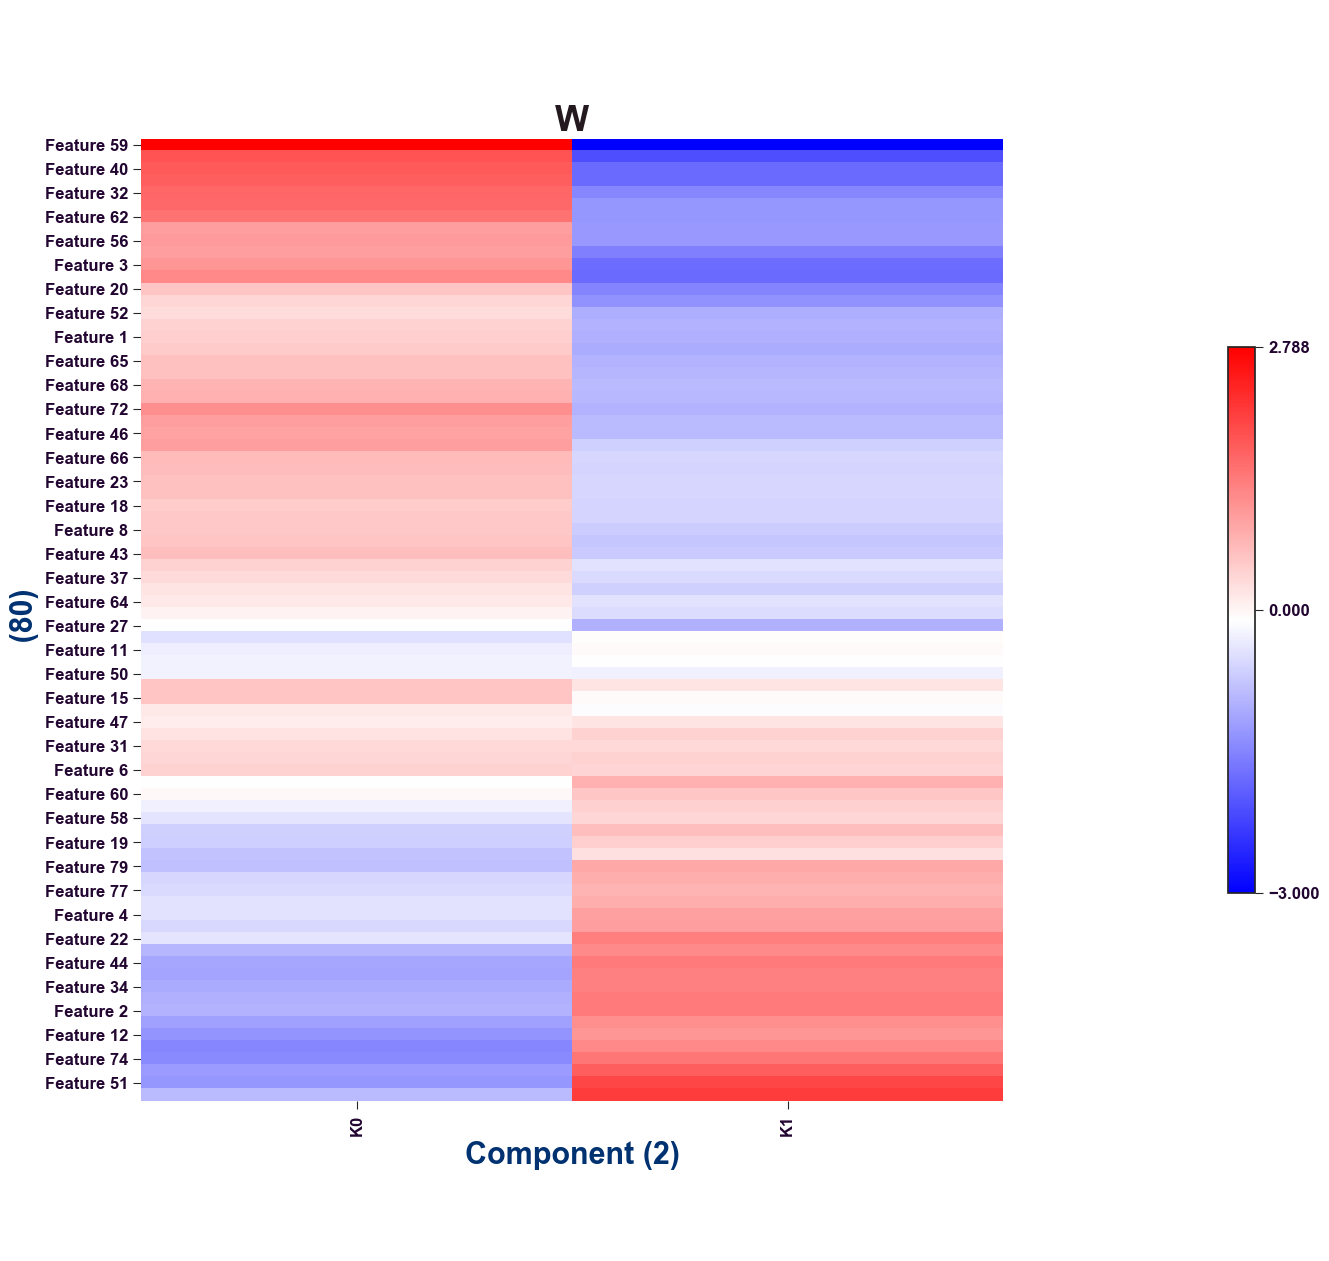 W
Feature 59
Feature 40
Feature 32
Feature 62
Feature 56
Feature 3
Feature 20
Feature 52
Feature 1
Feature 65
Feature 68
Feature 72
Feature 46
Feature 66
Feature 23
Feature 18
Feature 8
Feature 43
Feature 37
Feature 64
Feature 27
Feature 11
Feature 50
Feature 15
Feature 47
Feature 31
Feature 6
Feature 60
Feature 58
Feature 19
Feature 79
Feature 77
Feature 4
Feature 22
Feature 44
Feature 34
Feature 2
Feature 12
Feature 74
Feature 51
(80)
K0
K1
Component (2)
2.788
0.000
−3.000